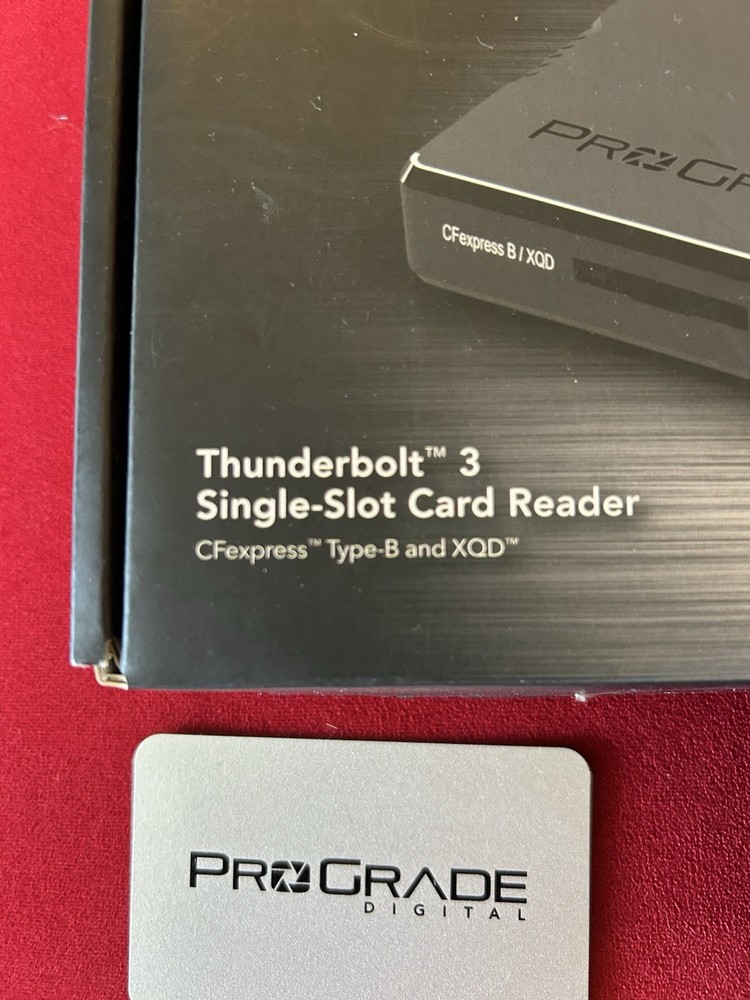 PROGR
CFexpress B / XQD
Thunderbolt™ 3
Single-Slot Card Reader
CFexpress™ Type-B and XQD™
PROGRADE
DIGITAL